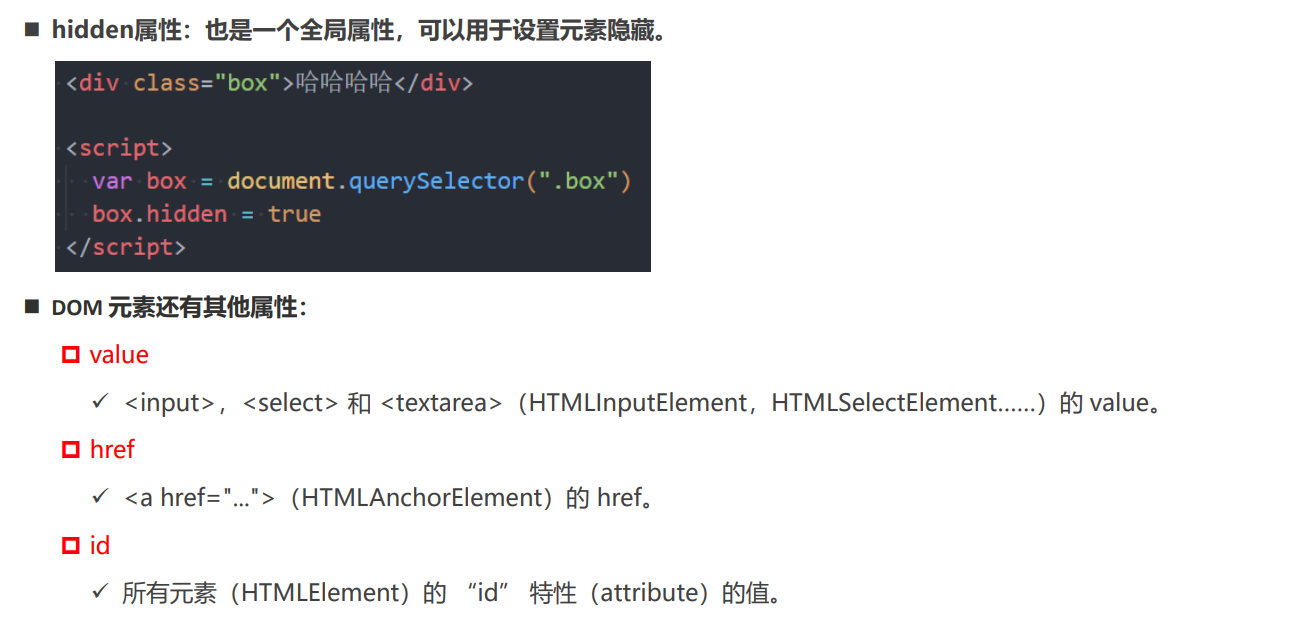 hidden属性：也是一个全局属性，可以用于设置元素隐藏。
<div class="box">哈哈哈哈</div>
<script>
var box = document.querySelector(".box")
box.hidden = true
</script>
DOM 元素还有其他属性：
value
<input>，<select> 和 <textarea>（HTMLInputElement，HTMLSelectElement……）的 value。
href
<a href="...">（HTMLAnchorElement）的 href。
id
所有元素（HTMLElement）的 “id” 特性（attribute）的值。